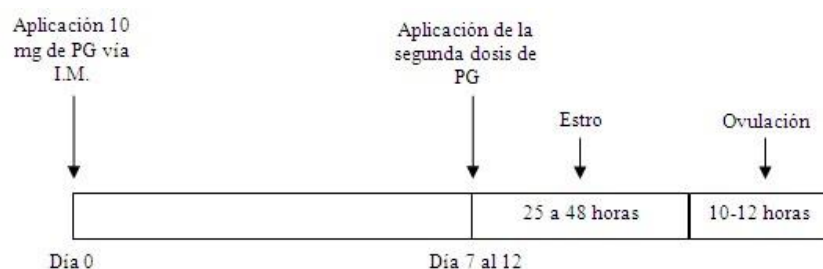 Aplicación 10
mg de PG vía
I.M.
Aplicación de la
segunda dosis de
PG
Estro
Ovulación
25 a 48 horas
10-12 horas
Día 0
Día 7 al 12